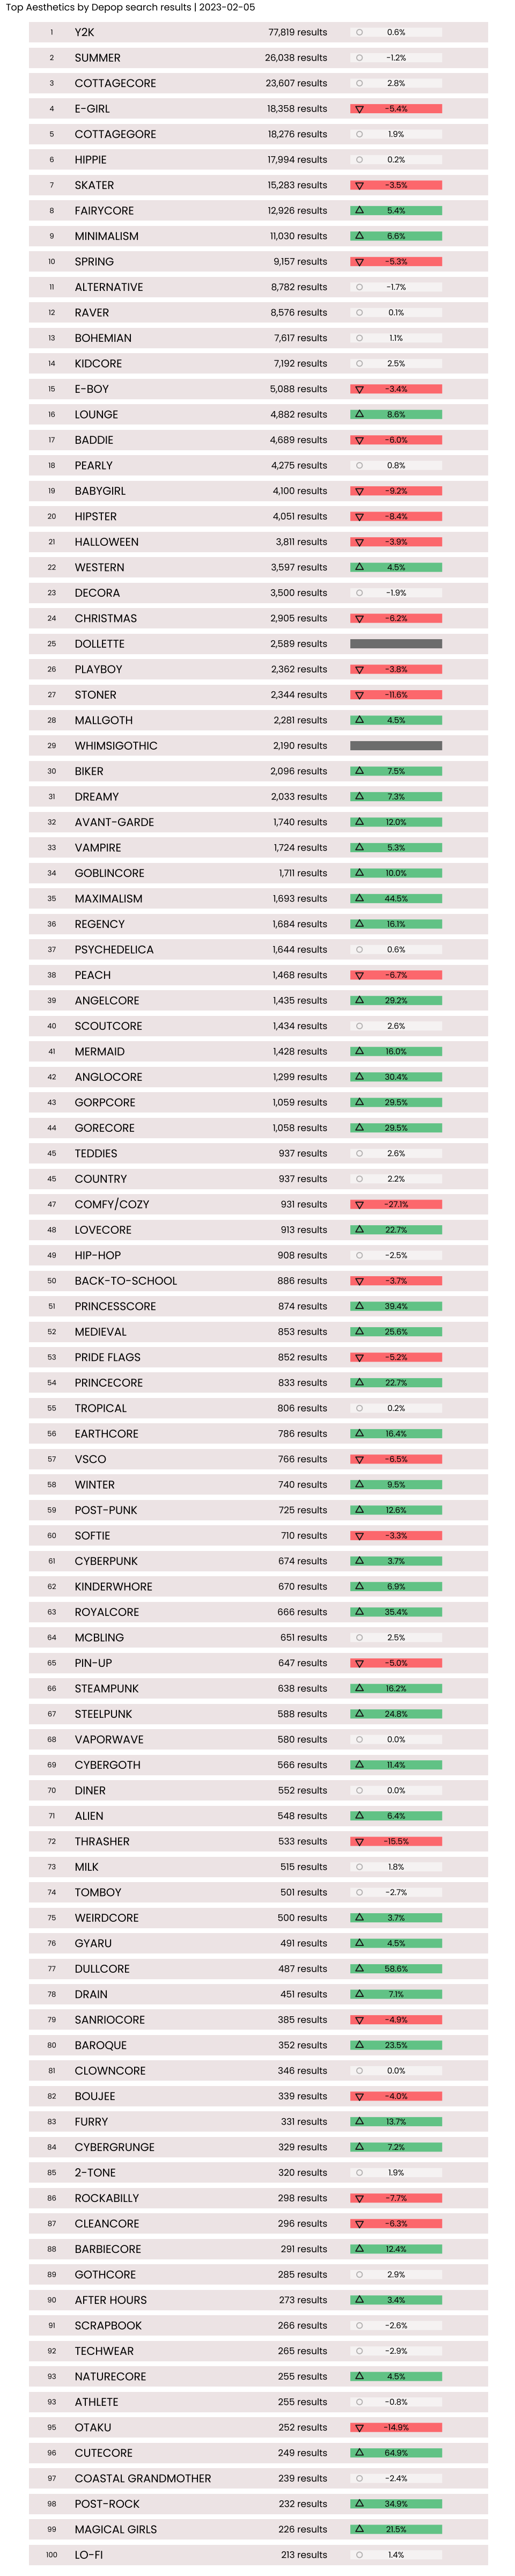 Top Aesthetics by Depop search results | 2023-02-05
1 Y2K 77,819 results 0.6%
2 SUMMER 26,038 results -1.2%
3 COTTAGECORE 23,607 results 2.8%
4 E-GIRL 18,358 results -5.4%
5 COTTAGEGORE 18,276 results 1.9%
6 HIPPIE 17,994 results 0.2%
7 SKATER 15,283 results -3.5%
8 FAIRYCORE 12,926 results 5.4%
9 MINIMALISM 11,030 results 6.6%
10 SPRING 9,157 results -5.3%
11 ALTERNATIVE 8,782 results -1.7%
12 RAVER 8,576 results 0.1%
13 BOHEMIAN 7,617 results 1.1%
14 KIDCORE 7,192 results 2.5%
15 E-BOY 5,088 results -3.4%
16 LOUNGE 4,882 results 8.6%
17 BADDIE 4,689 results -6.0%
18 PEARLY 4,275 results 0.8%
19 BABYGIRL 4,100 results -9.2%
20 HIPSTER 4,051 results -8.4%
21 HALLOWEEN 3,811 results -3.9%
22 WESTERN 3,597 results 4.5%
23 DECORA 3,500 results -1.9%
24 CHRISTMAS 2,905 results -6.2%
25 DOLLETTE 2,589 results
26 PLAYBOY 2,362 results -3.8%
27 STONER 2,344 results -11.6%
28 MALLGOTH 2,281 results 4.5%
29 WHIMSIGOTHIC 2,190 results
30 BIKER 2,096 results 7.5%
31 DREAMY 2,033 results 7.3%
32 AVANT-GARDE 1,740 results 12.0%
33 VAMPIRE 1,724 results 5.3%
34 GOBLINCORE 1,711 results 10.0%
35 MAXIMALISM 1,693 results 44.5%
36 REGENCY 1,684 results 16.1%
37 PSYCHEDELICA 1,644 results 0.6%
38 PEACH 1,468 results -6.7%
39 ANGELCORE 1,435 results 29.2%
40 SCOUTCORE 1,434 results 2.6%
41 MERMAID 1,428 results 16.0%
42 ANGLOCORE 1,299 results 30.4%
43 GORPCORE 1,059 results 29.5%
44 GORECORE 1,058 results 29.5%
45 TEDDIES 937 results 2.6%
45 COUNTRY 937 results 2.2%
47 COMFY/COZY 931 results -27.1%
48 LOVECORE 913 results 22.7%
49 HIP-HOP 908 results -2.5%
50 BACK-TO-SCHOOL 886 results -3.7%
51 PRINCESSCORE 874 results 39.4%
52 MEDIEVAL 853 results 25.6%
53 PRIDE FLAGS 852 results -5.2%
54 PRINCECORE 833 results 22.7%
55 TROPICAL 806 results 0.2%
56 EARTHCORE 786 results 16.4%
57 VSCO 766 results -6.5%
58 WINTER 740 results 9.5%
59 POST-PUNK 725 results 12.6%
60 SOFTIE 710 results -3.3%
61 CYBERPUNK 674 results 3.7%
62 KINDERWHORE 670 results 6.9%
63 ROYALCORE 666 results 35.4%
64 MCBLING 651 results 2.5%
65 PIN-UP 647 results -5.0%
66 STEAMPUNK 638 results 16.2%
67 STEELPUNK 588 results 24.8%
68 VAPORWAVE 580 results 0.0%
69 CYBERGOTH 566 results 11.4%
70 DINER 552 results 0.0%
71 ALIEN 548 results 6.4%
72 THRASHER 533 results -15.5%
73 MILK 515 results 1.8%
74 TOMBOY 501 results -2.7%
75 WEIRDCORE 500 results 3.7%
76 GYARU 491 results 4.5%
77 DULLCORE 487 results 58.6%
78 DRAIN 451 results 7.1%
79 SANRIOCORE 385 results -4.9%
80 BAROQUE 352 results 23.5%
81 CLOWNCORE 346 results 0.0%
82 BOUJEE 339 results -4.0%
83 FURRY 331 results 13.7%
84 CYBERGRUNGE 329 results 7.2%
85 2-TONE 320 results 1.9%
86 ROCKABILLY 298 results -7.7%
87 CLEANCORE 296 results -6.3%
88 BARBIECORE 291 results 12.4%
89 GOTHCORE 285 results 2.9%
90 AFTER HOURS 273 results 3.4%
91 SCRAPBOOK 266 results -2.6%
92 TECHWEAR 265 results -2.9%
93 NATURECORE 255 results 4.5%
93 ATHLETE 255 results -0.8%
95 OTAKU 252 results -14.9%
96 CUTECORE 249 results 64.9%
97 COASTAL GRANDMOTHER 239 results -2.4%
98 POST-ROCK 232 results 34.9%
99 MAGICAL GIRLS 226 results 21.5%
100 LO-FI 213 results 1.4%